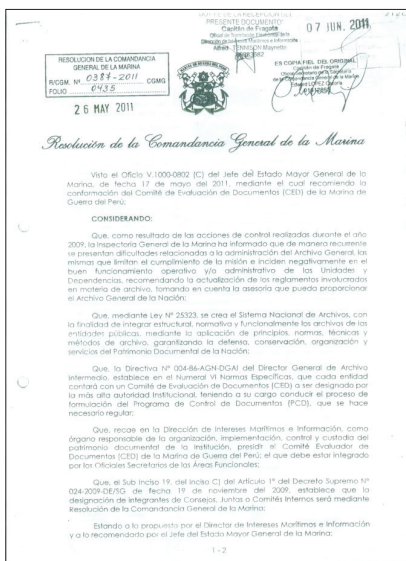 PRESENTE DOCUMENTO
Capitán de Fragata
07 JUN. 2011
Dirección de Intereses Marítimos e Información
Alfredo TENNISON Mayretto
RESOLUCION DE LA COMANDANCIA
GENERAL DE LA MARINA
R/CGM. Nº. 0387-2011 CGMG
FOLIO 0435
ES COPIA FIEL DEL ORIGINAL
Capitán de Fragata
26 MAY 2011
Resolución de la Comandancia General de la Marina
Vista el Oficio V.1000-0802 (C) del Jefe del Estado Mayor General de la
Marina, de fecha 17 de mayo del 2011, mediante el cual recomienda la
conformación del Comité de Evaluación de Documentos (CED) de la Marina de
Guerra del Perú;
CONSIDERANDO:
Que, como resultado de las acciones de control realizadas durante el año
2009, la Inspectoría General de la Marina ha informado que de manera recurrente
se presentan dificultades relacionadas a la administración del Archivo General, las
mismas que limitan el cumplimiento de la misión e inciden negativamente en el
buen funcionamiento operativo y/o administrativo de las Unidades y
Dependencias, recomendando la actualización de los reglamentos involucrados
en materia de archivo, tomando en cuenta la asesoría que pueda proporcionar
el Archivo General de la Nación;
Que, mediante Ley Nº 25323, se crea el Sistema Nacional de Archivos, con
la finalidad de integrar estructural, normativa y funcionalmente los archivos de las
entidades públicas, mediante la aplicación de principios, normas, técnicas y
métodos de archivo, garantizando la defensa, conservación, organización y
servicios del Patrimonio Documental de la Nación;
Que, la Directiva Nº 004-86-AGN-DGAI del Director General de Archivo
Intermedio, establece en el Numeral VI Normas Específicas, que cada entidad
contará con un Comité de Evaluación de Documentos (CED) a ser designado por
la más alta autoridad Institucional, teniendo a su cargo conducir el proceso de
formulación del Programa de Control de Documentos (PCD), que se hace
necesario regular;
Que, recae en la Dirección de Intereses Marítimos e Información, como
órgano responsable de la organización, implementación, control y custodia del
patrimonio documental de la institución, presidir el Comité Evaluador de
Documentos (CED) de la Marina de Guerra del Perú; el que debe estar integrado
por los Oficiales Secretarios de las Áreas Funcionales;
Que, el Sub Inciso 19, del Inciso C) del Artículo 1º del Decreto Supremo Nº
024-2009-DE/SG de fecha 19 de noviembre del 2009, establece que la
designación de integrantes de Consejos, Juntas o Comités Internos será mediante
Resolución de la Comandancia General de la Marina;
Estando a lo propuesto por el Director de Intereses Marítimos e Información
y a lo recomendado por el Jefe del Estado Mayor General de la Marina;
1 - 2